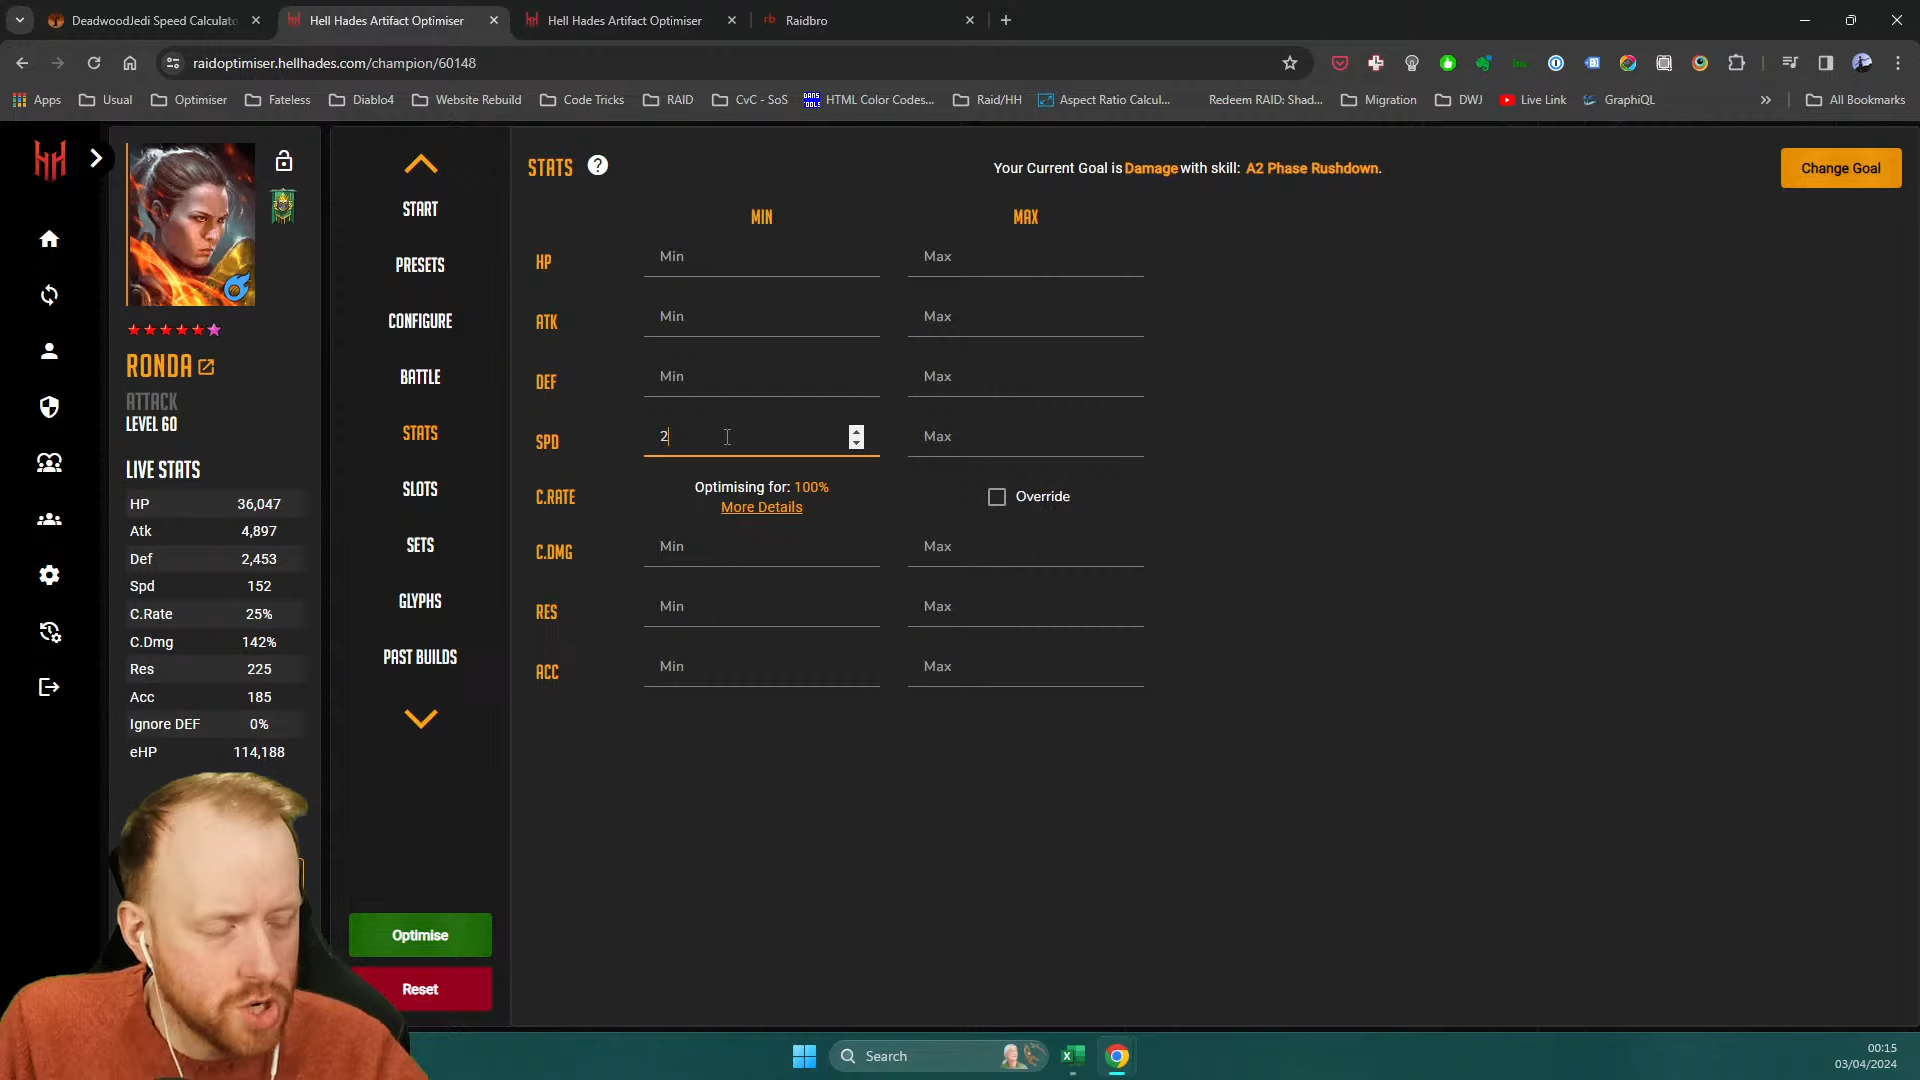 DeadwoodJedi Speed Calculato
Hell Hades Artifact Optimiser
Hell Hades Artifact Optimiser
rb Raidbro
raidoptimiser.hellhades.com/champion/60148
Apps
Usual
Optimiser
Fateless
Diablo4
Website Rebuild
Code Tricks
RAID
CvC - SoS
HTML Color Codes...
Raid/HH
Aspect Ratio Calcul...
Redeem RAID: Shad...
Migration
DWJ
Live Link
GraphiQL
»
All Bookmarks
RONDA
ATTACK
LEVEL 60
LIVE STATS
HP 36,047
Atk 4,897
Def 2,453
Spd 152
C.Rate 25%
C.Dmg 142%
Res 225
Acc 185
Ignore DEF 0%
eHP 114,188
START
PRESETS
CONFIGURE
BATTLE
STATS
SLOTS
SETS
GLYPHS
PAST BUILDS
Optimise
Reset
STATS ?
Your Current Goal is Damage with skill: A2 Phase Rushdown.
Change Goal
MIN MAX
HP Min Max
ATK Min Max
DEF Min Max
SPD 2 Max
C.RATE Optimising for: 100% Override
More Details
C.DMG Min Max
RES Min Max
ACC Min Max
Search
00:15
03/04/2024